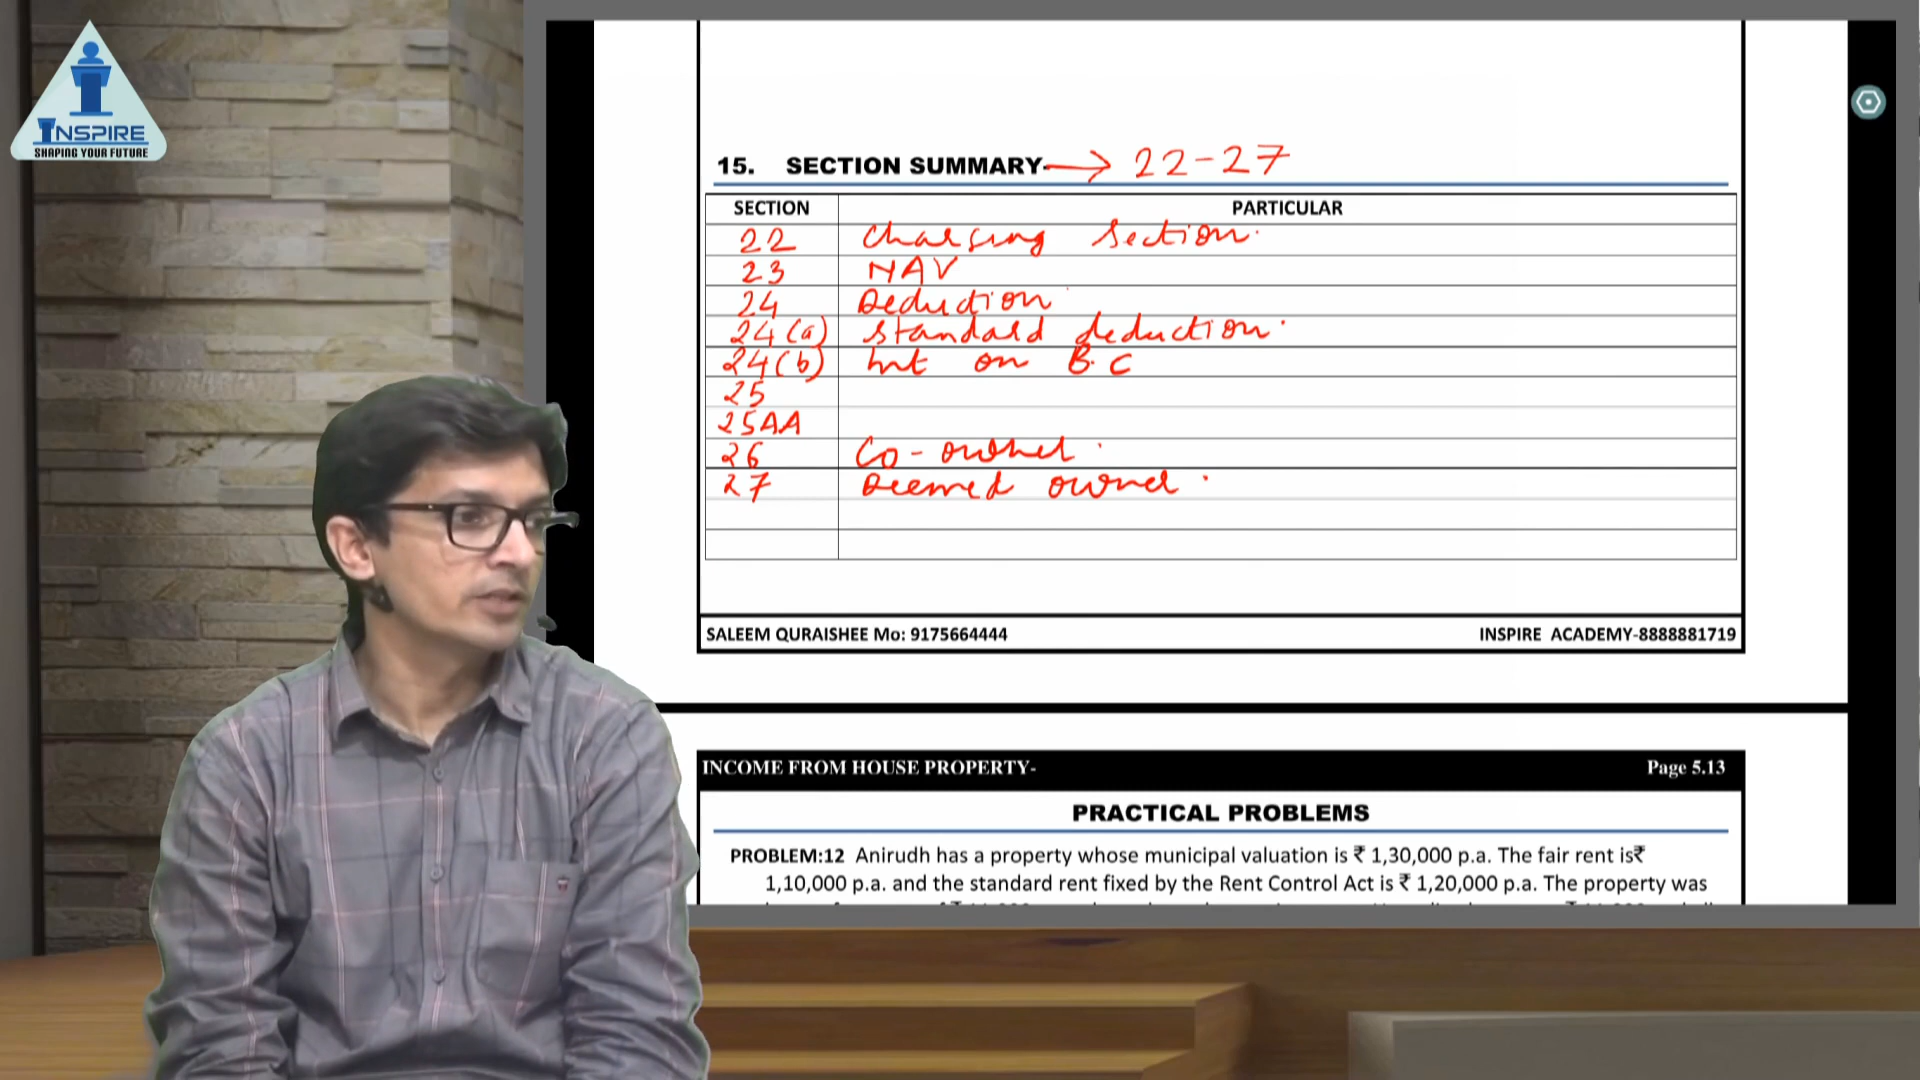 INSPIRE
SHAPING YOUR FUTURE
15. SECTION SUMMARY → 22-27
SECTION PARTICULAR
22 Charging Section.
23 NAV
24 Deduction
24(a) Standard deduction.
24(b) Int on B.C
25
25AA
26 Co-owner.
27 Deemed owner.
SALEEM QURAISHEE Mo: 9175664444 INSPIRE ACADEMY-8888881719
INCOME FROM HOUSE PROPERTY- Page 5.13
PRACTICAL PROBLEMS
PROBLEM:12 Anirudh has a property whose municipal valuation is ₹ 1,30,000 p.a. The fair rent is₹
1,10,000 p.a. and the standard rent fixed by the Rent Control Act is ₹ 1,20,000 p.a. The property was